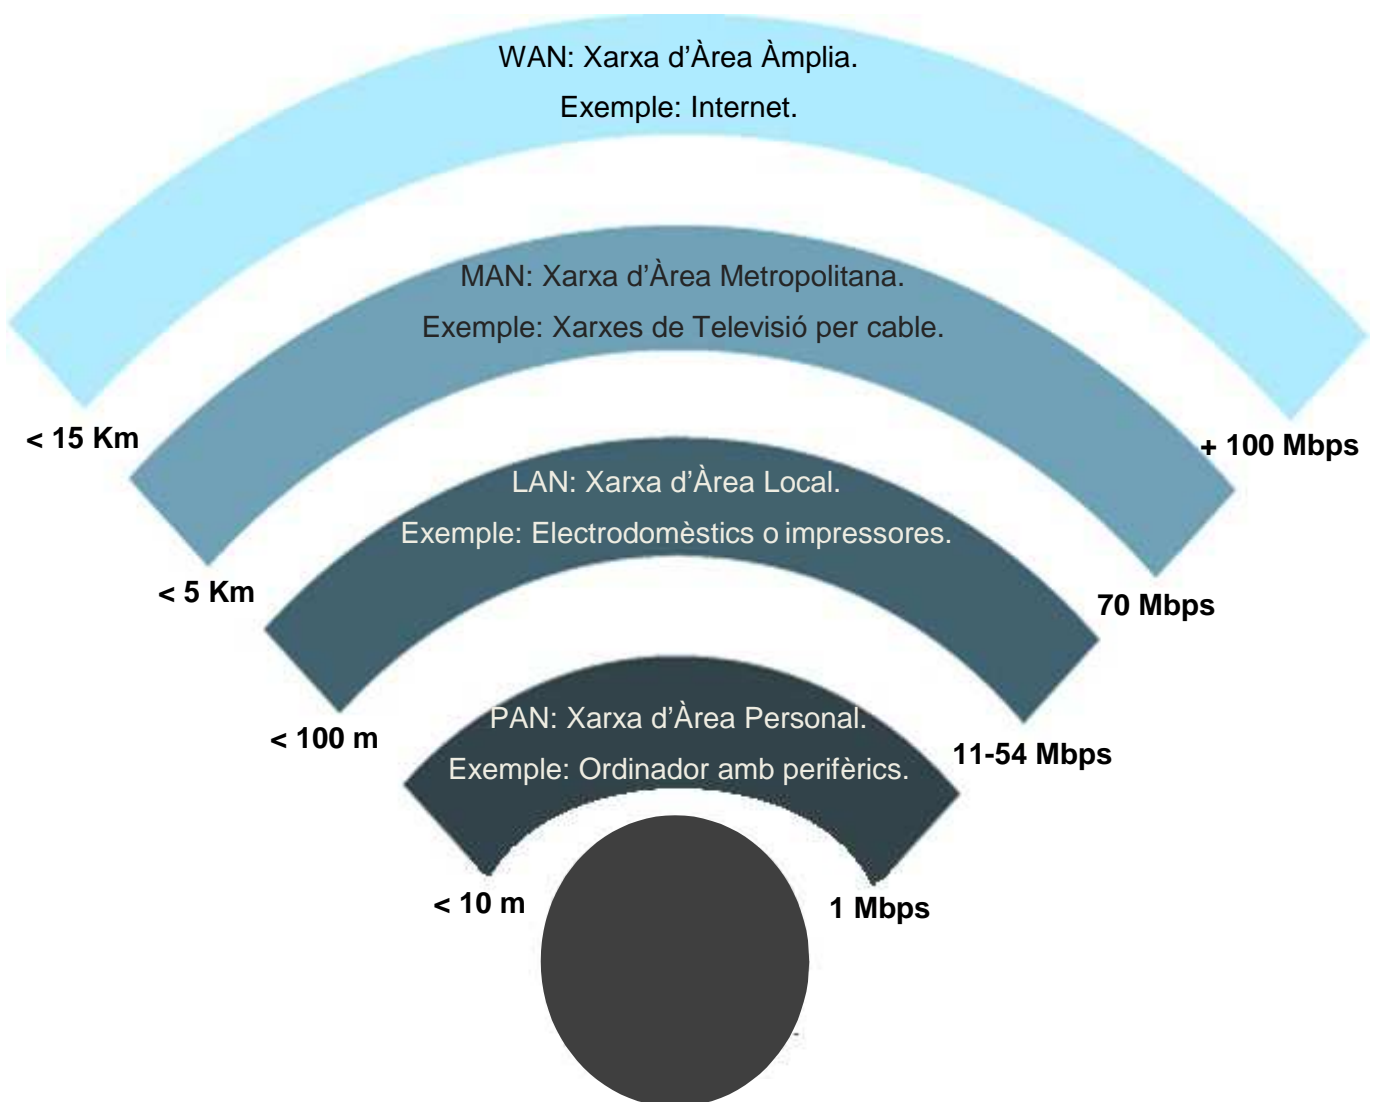 WAN: Xarxa d’Àrea Àmplia.
Exemple: Internet.
MAN: Xarxa d’Àrea Metropolitana.
Exemple: Xarxes de Televisió per cable.
< 15 Km
+ 100 Mbps
LAN: Xarxa d’Àrea Local.
Exemple: Electrodomèstics o impressores.
< 5 Km
70 Mbps
PAN: Xarxa d’Àrea Personal.
Exemple: Ordinador amb perifèrics.
< 100 m
11-54 Mbps
< 10 m
1 Mbps